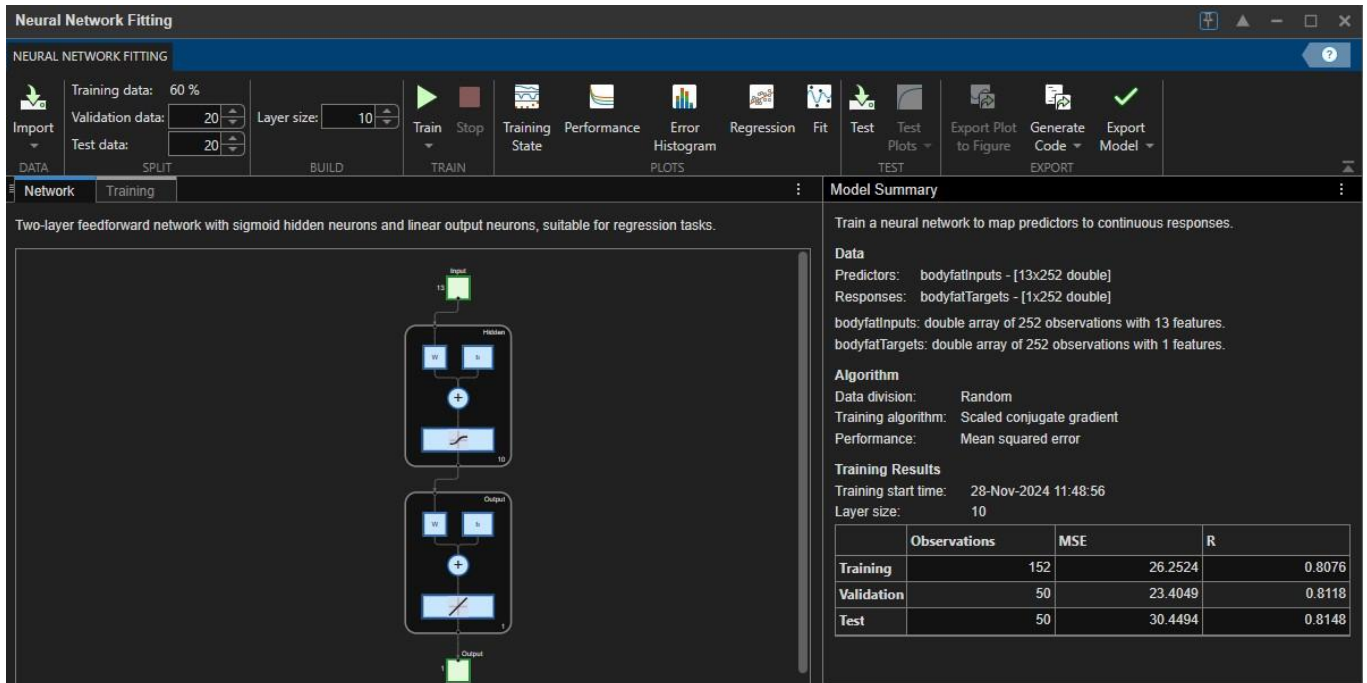 Neural Network Fitting
NEURAL NETWORK FITTING
?
Training data: 60 %
Validation data: 20
Test data: 20
Layer size: 10
Import
Train
Stop
Training State
Performance
Error Histogram
Regression
Fit
Test
Test Plots
Export Plot to Figure
Generate Code
Export Model
DATA
SPLIT
BUILD
TRAIN
PLOTS
TEST
EXPORT
Network
Training
Two-layer feedforward network with sigmoid hidden neurons and linear output neurons, suitable for regression tasks.
Input
13
Hidden
W
b
+
10
Output
W
b
+
1
Output
1
Model Summary
Train a neural network to map predictors to continuous responses.
Data
Predictors: bodyfatInputs - [13x252 double]
Responses: bodyfatTargets - [1x252 double]
bodyfatInputs: double array of 252 observations with 13 features.
bodyfatTargets: double array of 252 observations with 1 features.
Algorithm
Data division: Random
Training algorithm: Scaled conjugate gradient
Performance: Mean squared error
Training Results
Training start time: 28-Nov-2024 11:48:56
Layer size: 10
Observations MSE R
Training 152 26.2524 0.8076
Validation 50 23.4049 0.8118
Test 50 30.4494 0.8148